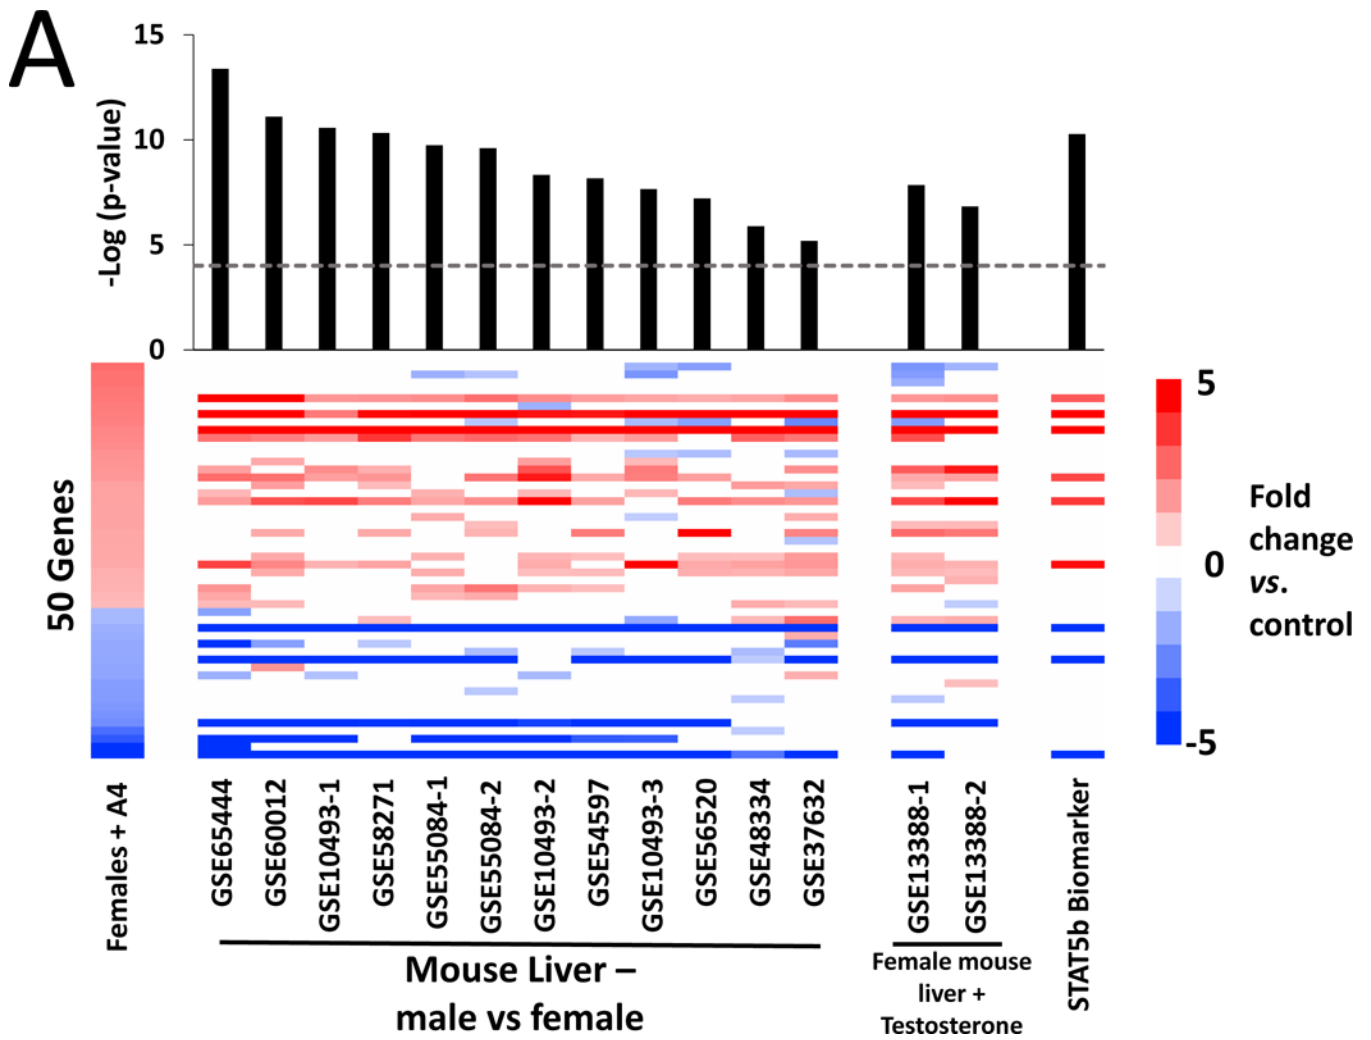 A
15
10
5
0
-Log (p-value)
50 Genes
5
0
-5
Fold
change
vs.
control
Females + A4
GSE65444
GSE60012
GSE10493-1
GSE58271
GSE55084-1
GSE55084-2
GSE10493-2
GSE54597
GSE10493-3
GSE56520
GSE48334
GSE37632
GSE13388-1
GSE13388-2
STAT5b Biomarker
Mouse Liver –
male vs female
Female mouse
liver +
Testosterone